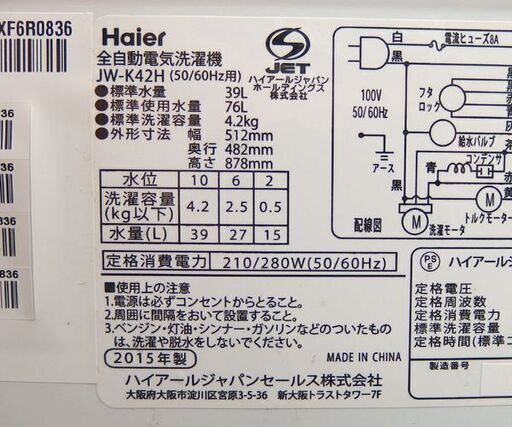 XF6R0836
836
836
836
0836
Haier
全自動電気洗濯機
JW-K42H (50/60Hz用)
●標準水量 39L
●標準使用水量 76L
●標準洗濯容量 4.2kg
●外形寸法 幅 512mm
奥行 482mm
高さ 878mm
S
JET
ハイアールジャパン
ホールディングス
株式会社
水位 10 6 2
洗濯容量
(kg以下) 4.2 2.5 0.5
水量(L) 39 27 15
定格消費電力 210/280W(50/60Hz)
■使用上の注意
1.電源は必ずコンセントからとること。
2.周囲に間隔をおいて設置すること。
3.ベンジン・灯油・シンナー・ガソリンなどのついたもの
は、洗濯や脱水をしないでください。
2015年製
MADE IN CHINA
ハイアールジャパンセールス株式会社
大阪府大阪市淀川区宮原3-5-36 新大阪トラストタワー7F
白
電流ヒューズ8A
黒
黒
100V
50/60Hz
フタ
ロック
灰
給水バルブ
茶
アース
青
コンデンサ
青
赤
黒
赤
黄
M
M
トルクモーター
配線図
洗濯モータ
PS
E
ハイアールジ
定格電圧
定格周波数
定格消費電力
標準洗濯容量
定格時間(標準
製造番号